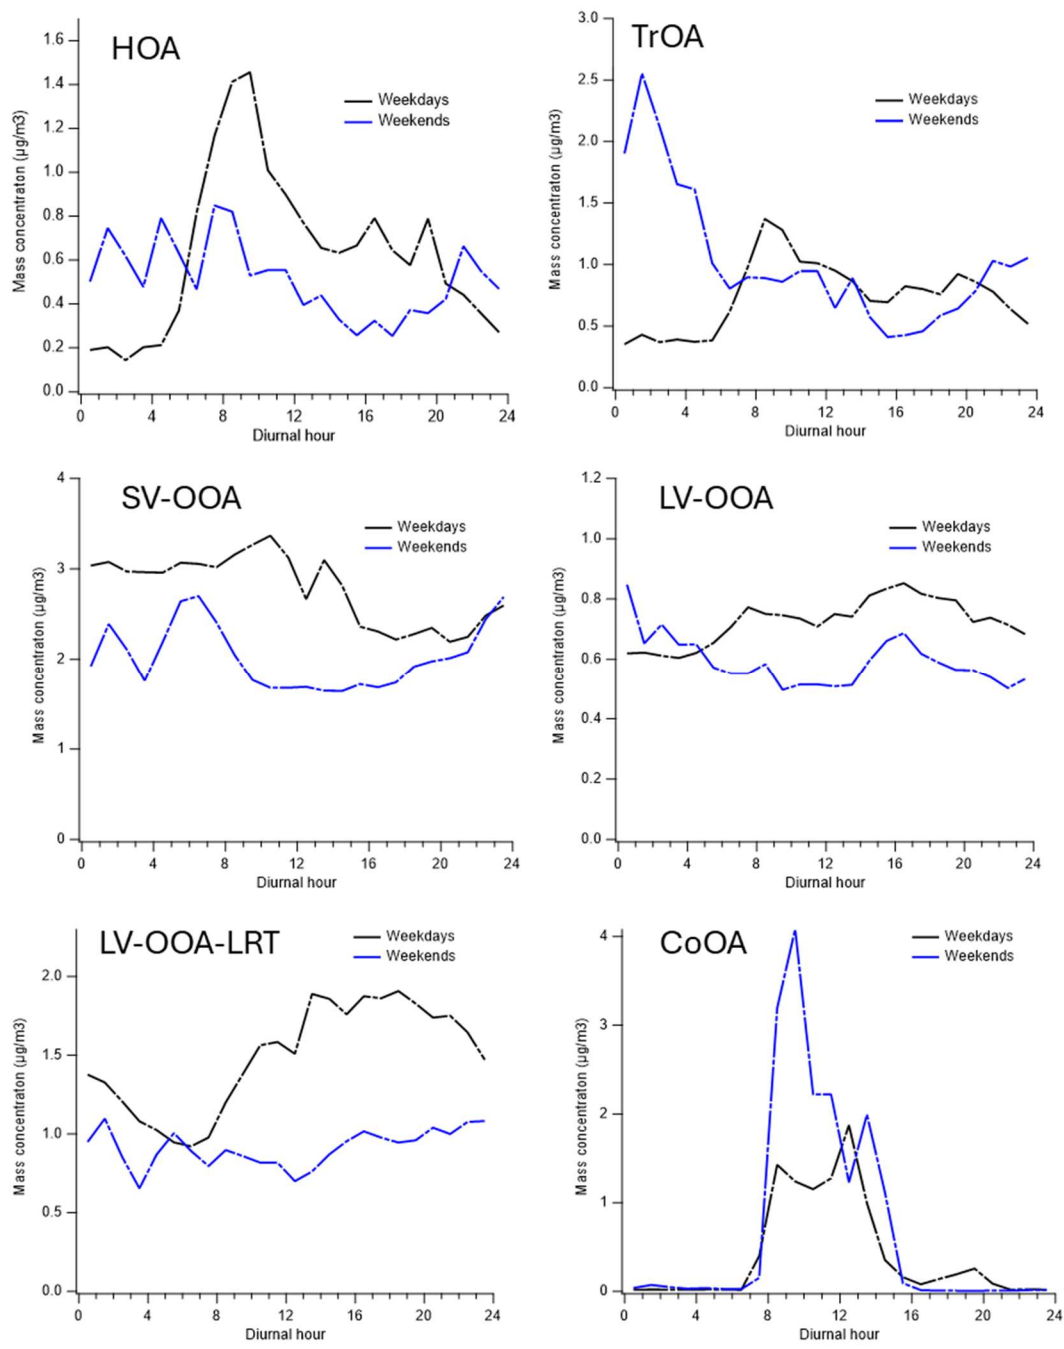 HOA
Weekdays
Weekends
Mass concentraton (µg/m3)
1.6
1.4
1.2
1.0
0.8
0.6
0.4
0.2
0.0
0 4 8 12 16 20 24
Diurnal hour
TrOA
Weekdays
Weekends
Mass concentraton (µg/m3)
3.0
2.5
2.0
1.5
1.0
0.5
0.0
0 4 8 12 16 20 24
Diurnal hour
SV-OOA
Weekdays
Weekends
Mass concentraton (µg/m3)
4
3
2
1
0
0 4 8 12 16 20 24
Diurnal hour
LV-OOA
Weekdays
Weekends
Mass concentraton (µg/m3)
1.2
1.0
0.8
0.6
0.4
0.2
0.0
0 4 8 12 16 20 24
Diurnal hour
LV-OOA-LRT
Weekdays
Weekends
Mass concentraton (µg/m3)
2.0
1.5
1.0
0.5
0.0
0 4 8 12 16 20 24
Diurnal hour
CoOA
Weekdays
Weekends
Mass concentraton (µg/m3)
4
3
2
1
0
0 4 8 12 16 20 24
Diurnal hour